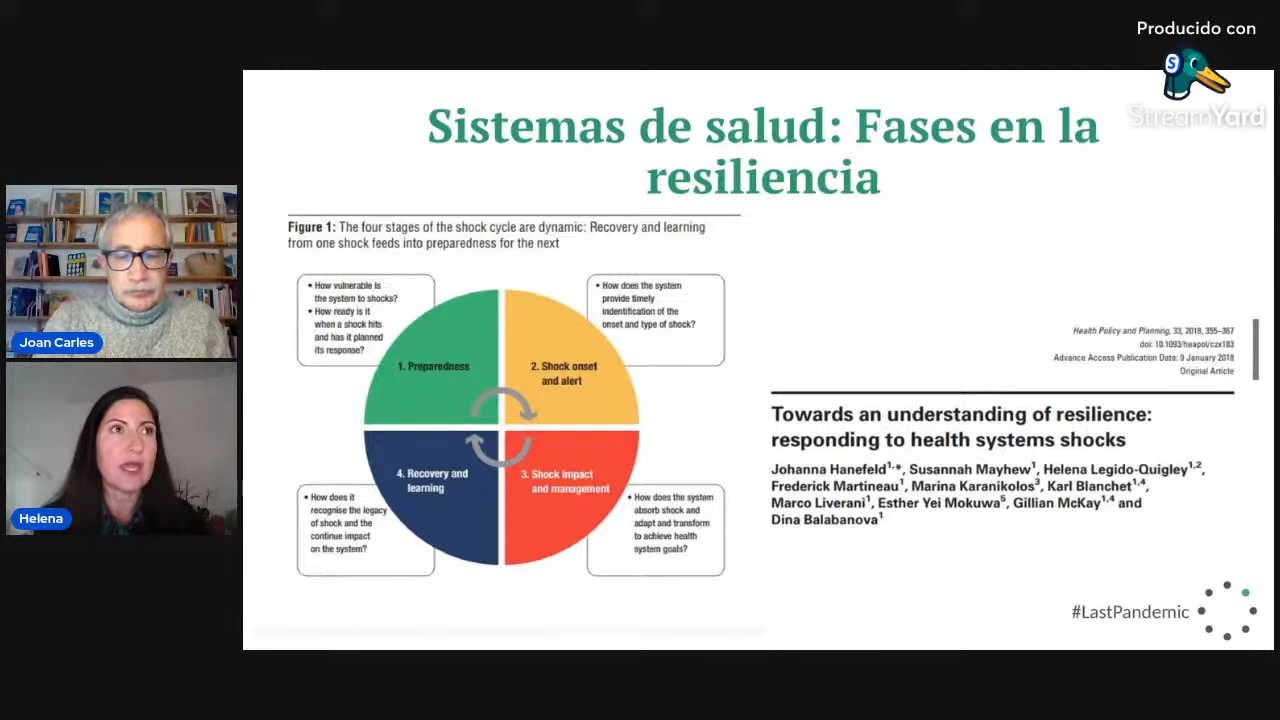 Producido con
StreamYard
Sistemas de salud: Fases en la
resiliencia
Figure 1: The four stages of the shock cycle are dynamic: Recovery and learning
from one shock feeds into preparedness for the next
• How vulnerable is
the system to shocks?
• How ready is it
when a shock hits
and has it planned
its response?
• How does the system
provide timely
indentification of the
onset and type of shock?
1. Preparedness
2. Shock onset
and alert
4. Recovery and
learning
3. Shock impact
and management
• How does it
recognise the legacy
of shock and the
continue impact
on the system?
• How does the system
absorb shock and
adapt and transform
to achieve health
system goals?
Health Policy and Planning, 33, 2018, 355–367
doi: 10.1093/heapol/czx183
Advance Access Publication Date: 9 January 2018
Original Article
Towards an understanding of resilience:
responding to health systems shocks
Johanna Hanefeld1,*, Susannah Mayhew1, Helena Legido-Quigley1,2,
Frederick Martineau1, Marina Karanikolos3, Karl Blanchet1,4,
Marco Liverani1, Esther Yei Mokuwa5, Gillian McKay1,4 and
Dina Balabanova1
#LastPandemic
Joan Carles
Helena